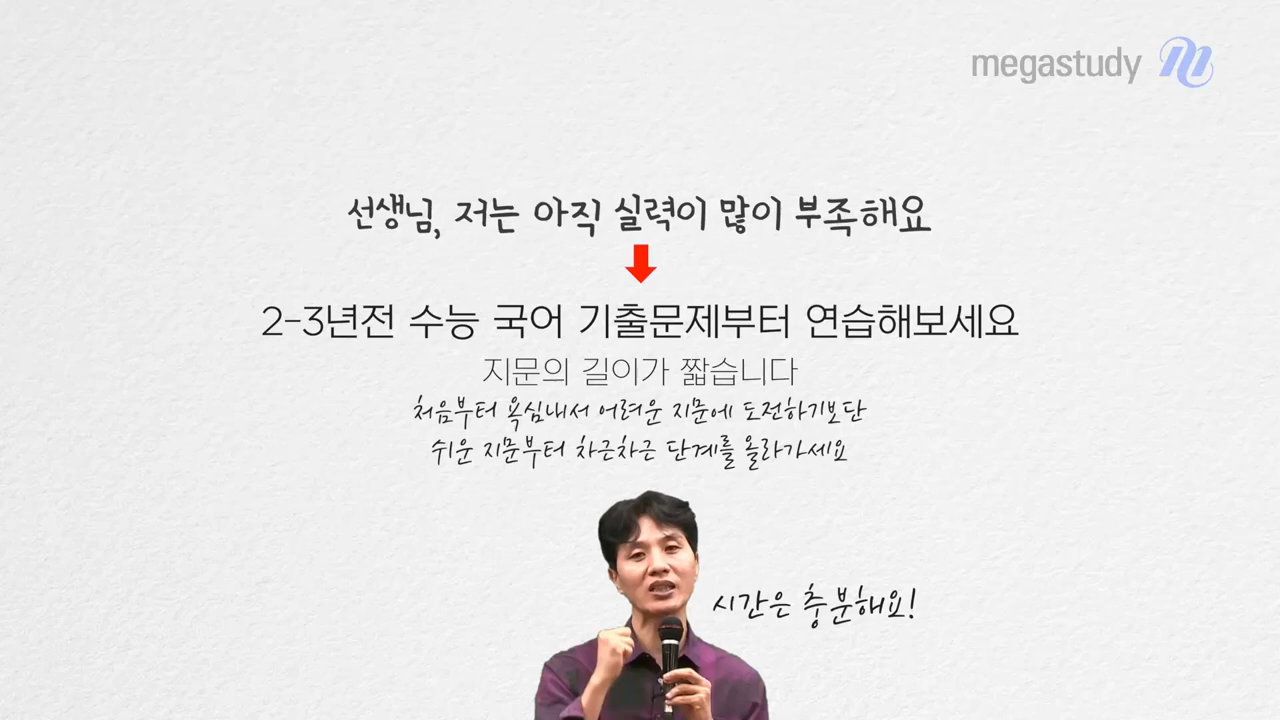 megastudy
선생님, 저는 아직 실력이 많이 부족해요
2-3년전 수능 국어 기출문제부터 연습해보세요
지문의 길이가 짧습니다
처음부터 욕심내서 어려운 지문에 도전하기보단
쉬운 지문부터 차근차근 단계를 올라가세요
시간은 충분해요!